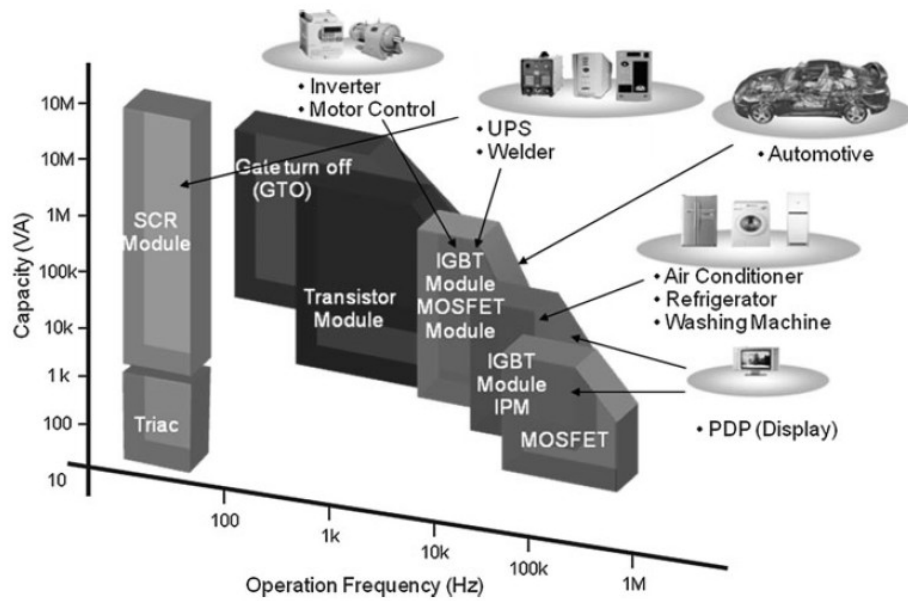 • Inverter
• Motor Control
• UPS
• Welder
• Automotive
• Air Conditioner
• Refrigerator
• Washing Machine
• PDP (Display)
Capacity (VA)
10M
10M
1M
100k
10k
1k
100
10
SCR
Module
Triac
Gate turn off
(GTO)
Transistor
Module
IGBT
Module
MOSFET
Module
IGBT
Module
IPM
MOSFET
100
1k
10k
100k
1M
Operation Frequency (Hz)